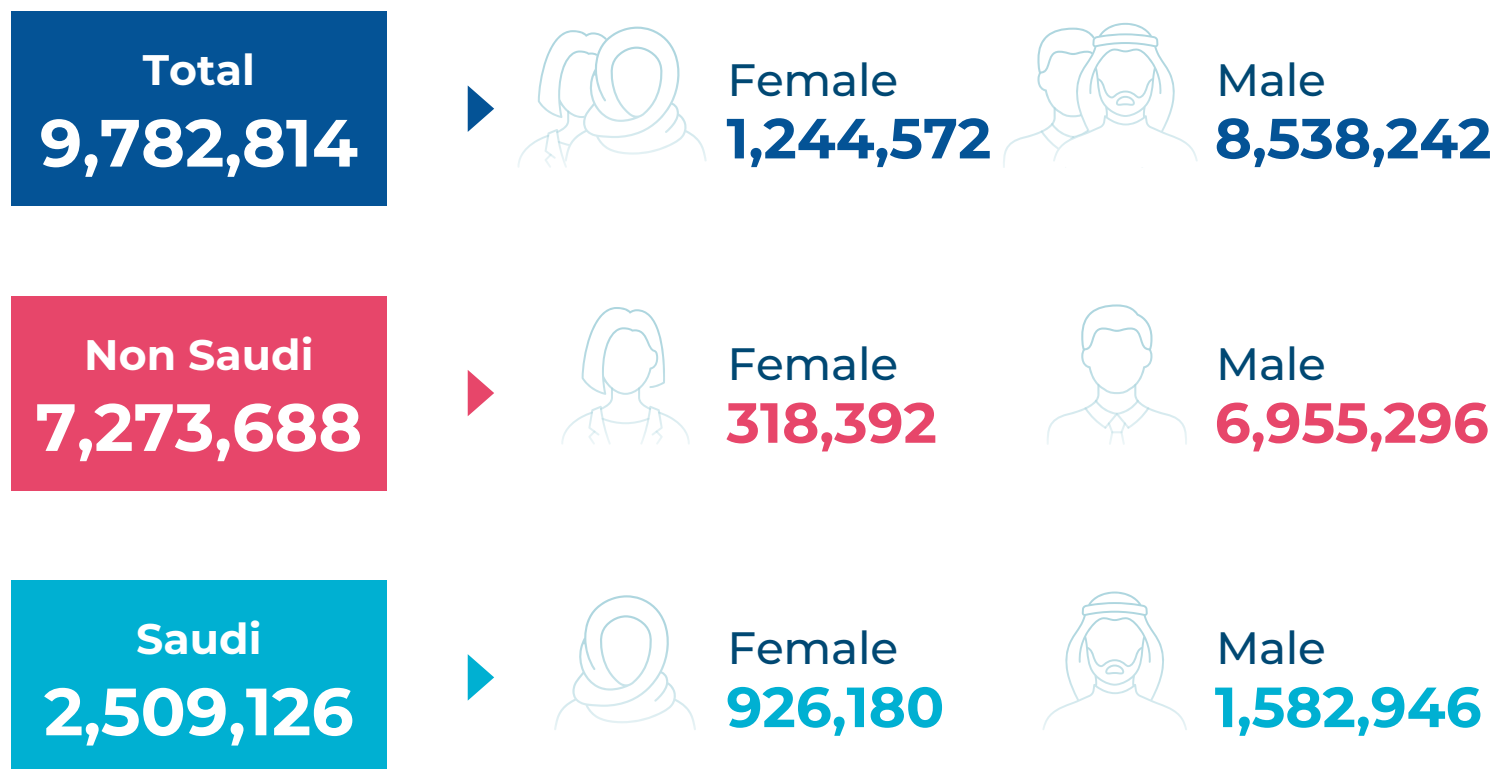 Total
9,782,814
Female
1,244,572
Male
8,538,242
Non Saudi
7,273,688
Female
318,392
Male
6,955,296
Saudi
2,509,126
Female
926,180
Male
1,582,946